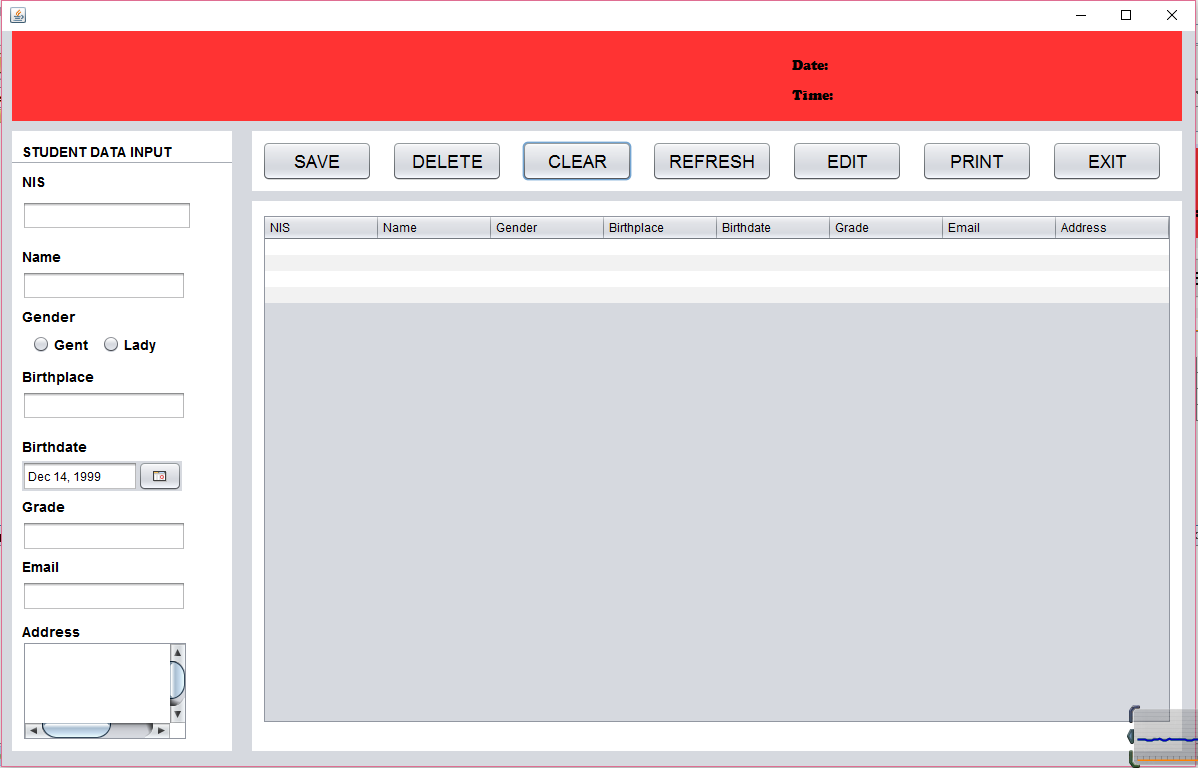 Date:
Time:
STUDENT DATA INPUT
NIS
Name
Gender
Gent Lady
Birthplace
Birthdate
Dec 14, 1999
Grade
Email
Address
SAVE DELETE CLEAR REFRESH EDIT PRINT EXIT
NIS Name Gender Birthplace Birthdate Grade Email Address